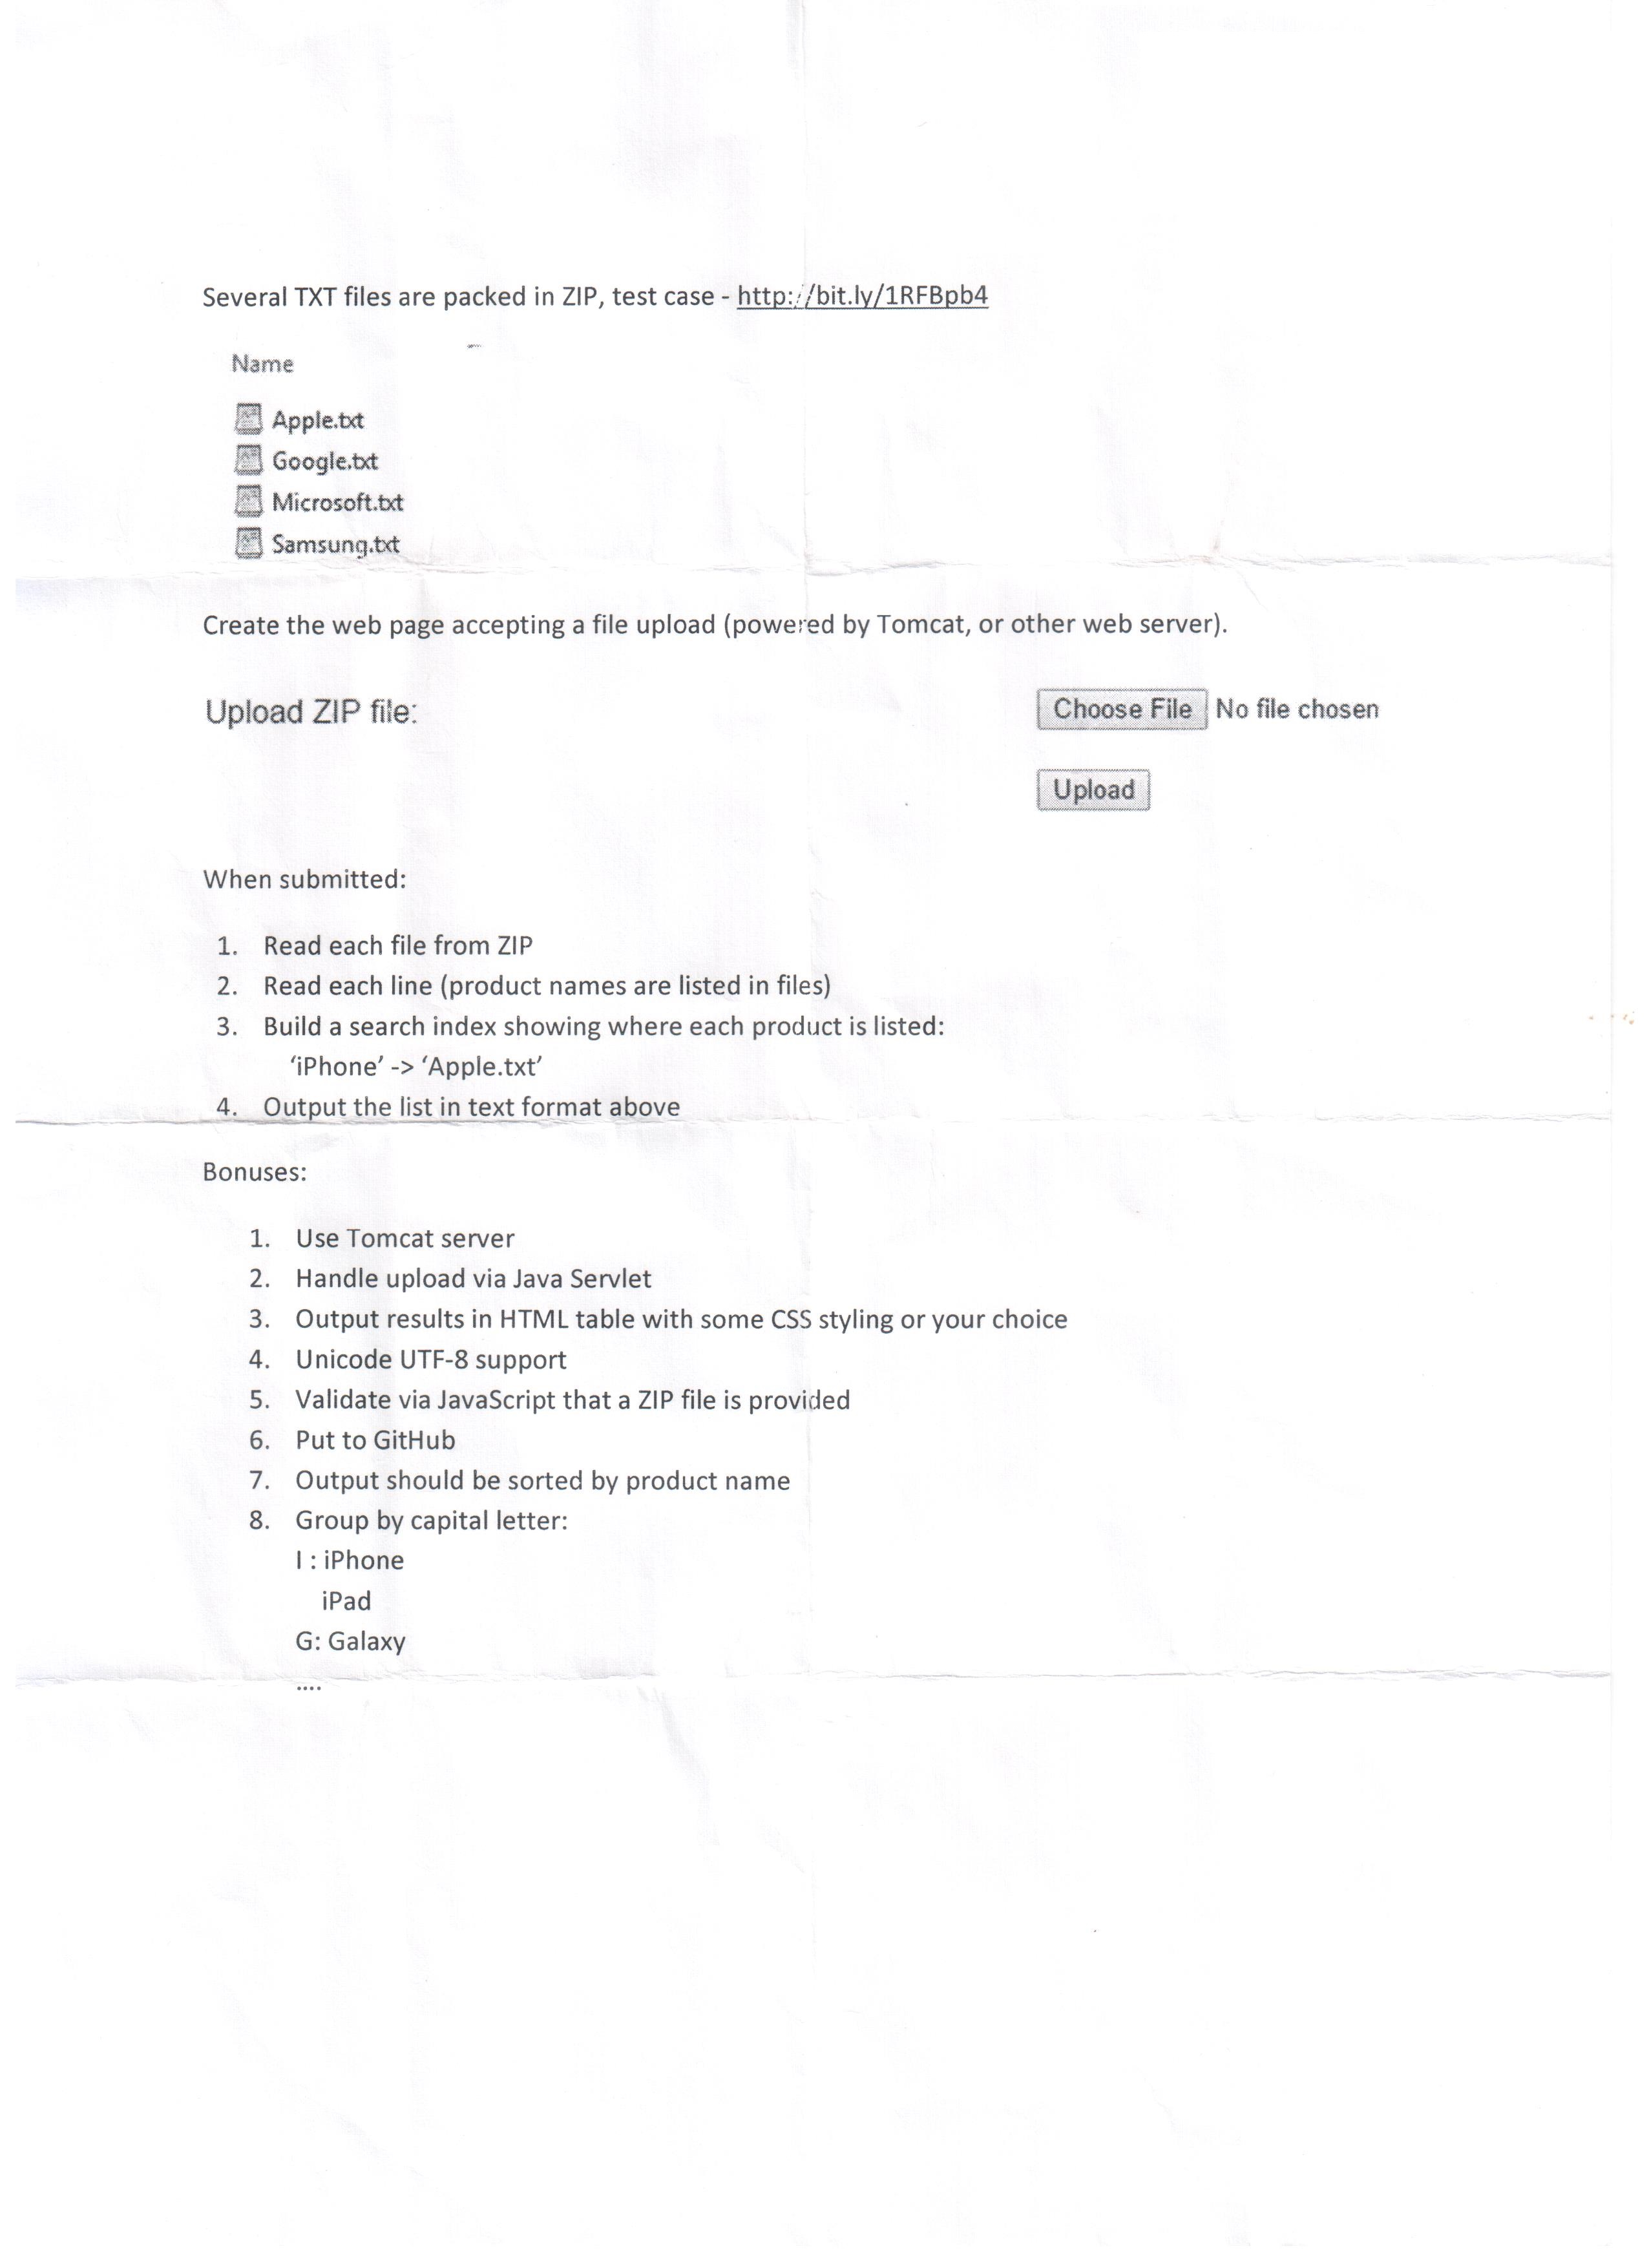 Several TXT files are packed in ZIP, test case - http://bit.ly/1RFBpb4
Name
Apple.txt
Google.txt
Microsoft.txt
Samsung.txt
Create the web page accepting a file upload (powered by Tomcat, or other web server).
Upload ZIP file:
Choose File No file chosen
Upload
When submitted:
1. Read each file from ZIP
2. Read each line (product names are listed in files)
3. Build a search index showing where each product is listed:
‘iPhone’ -> ‘Apple.txt’
4. Output the list in text format above
Bonuses:
1. Use Tomcat server
2. Handle upload via Java Servlet
3. Output results in HTML table with some CSS styling or your choice
4. Unicode UTF-8 support
5. Validate via JavaScript that a ZIP file is provided
6. Put to GitHub
7. Output should be sorted by product name
8. Group by capital letter:
I : iPhone
iPad
G: Galaxy
....